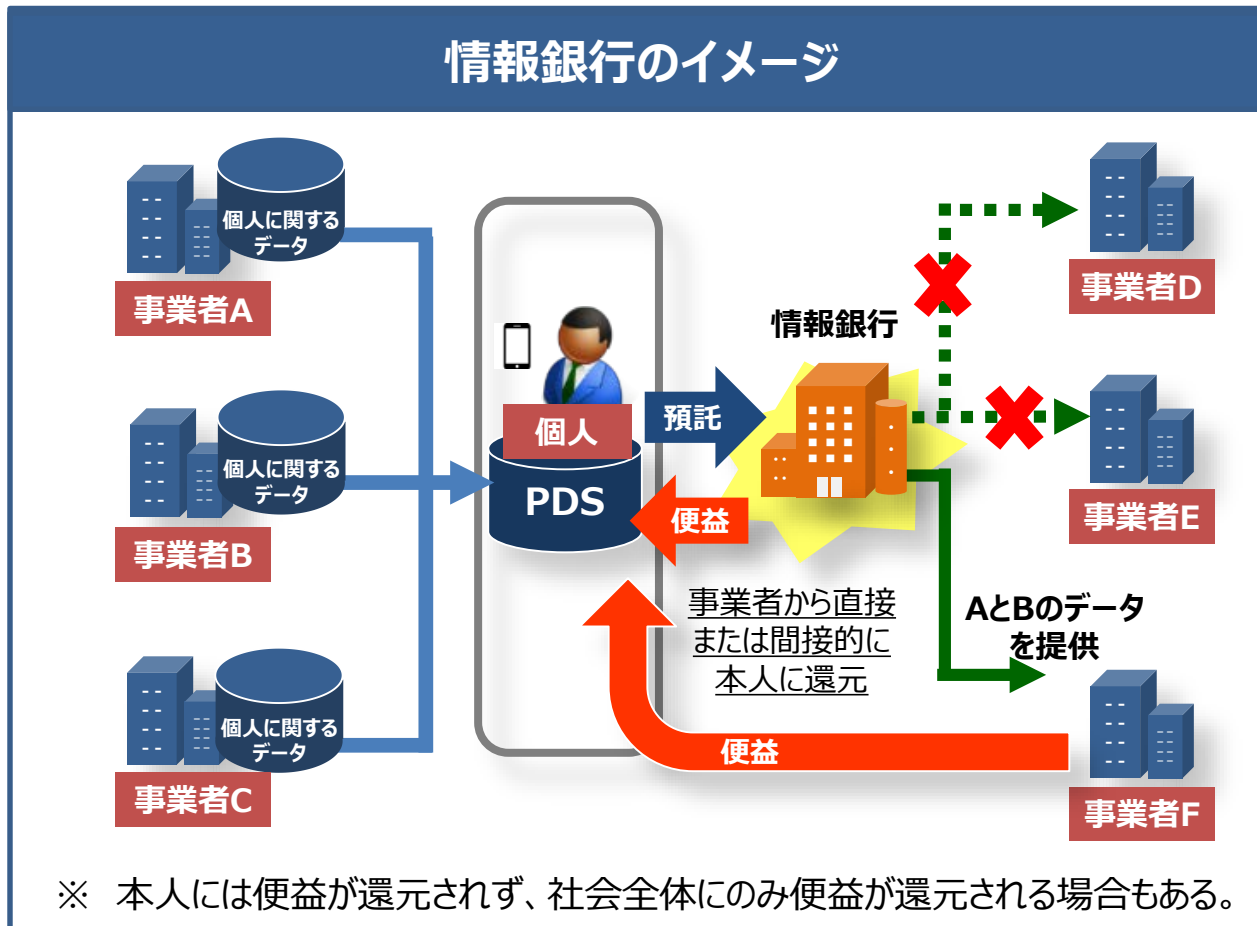 情報銀行のイメージ
個人に関する
データ
事業者A
個人に関する
データ
事業者B
個人に関する
データ
事業者C
個人
PDS
預託
便益
情報銀行
事業者から直接
または間接的に
本人に還元
便益
AとBのデータ
を提供
事業者D
事業者E
事業者F
※ 本人には便益が還元されず、社会全体にのみ便益が還元される場合もある。